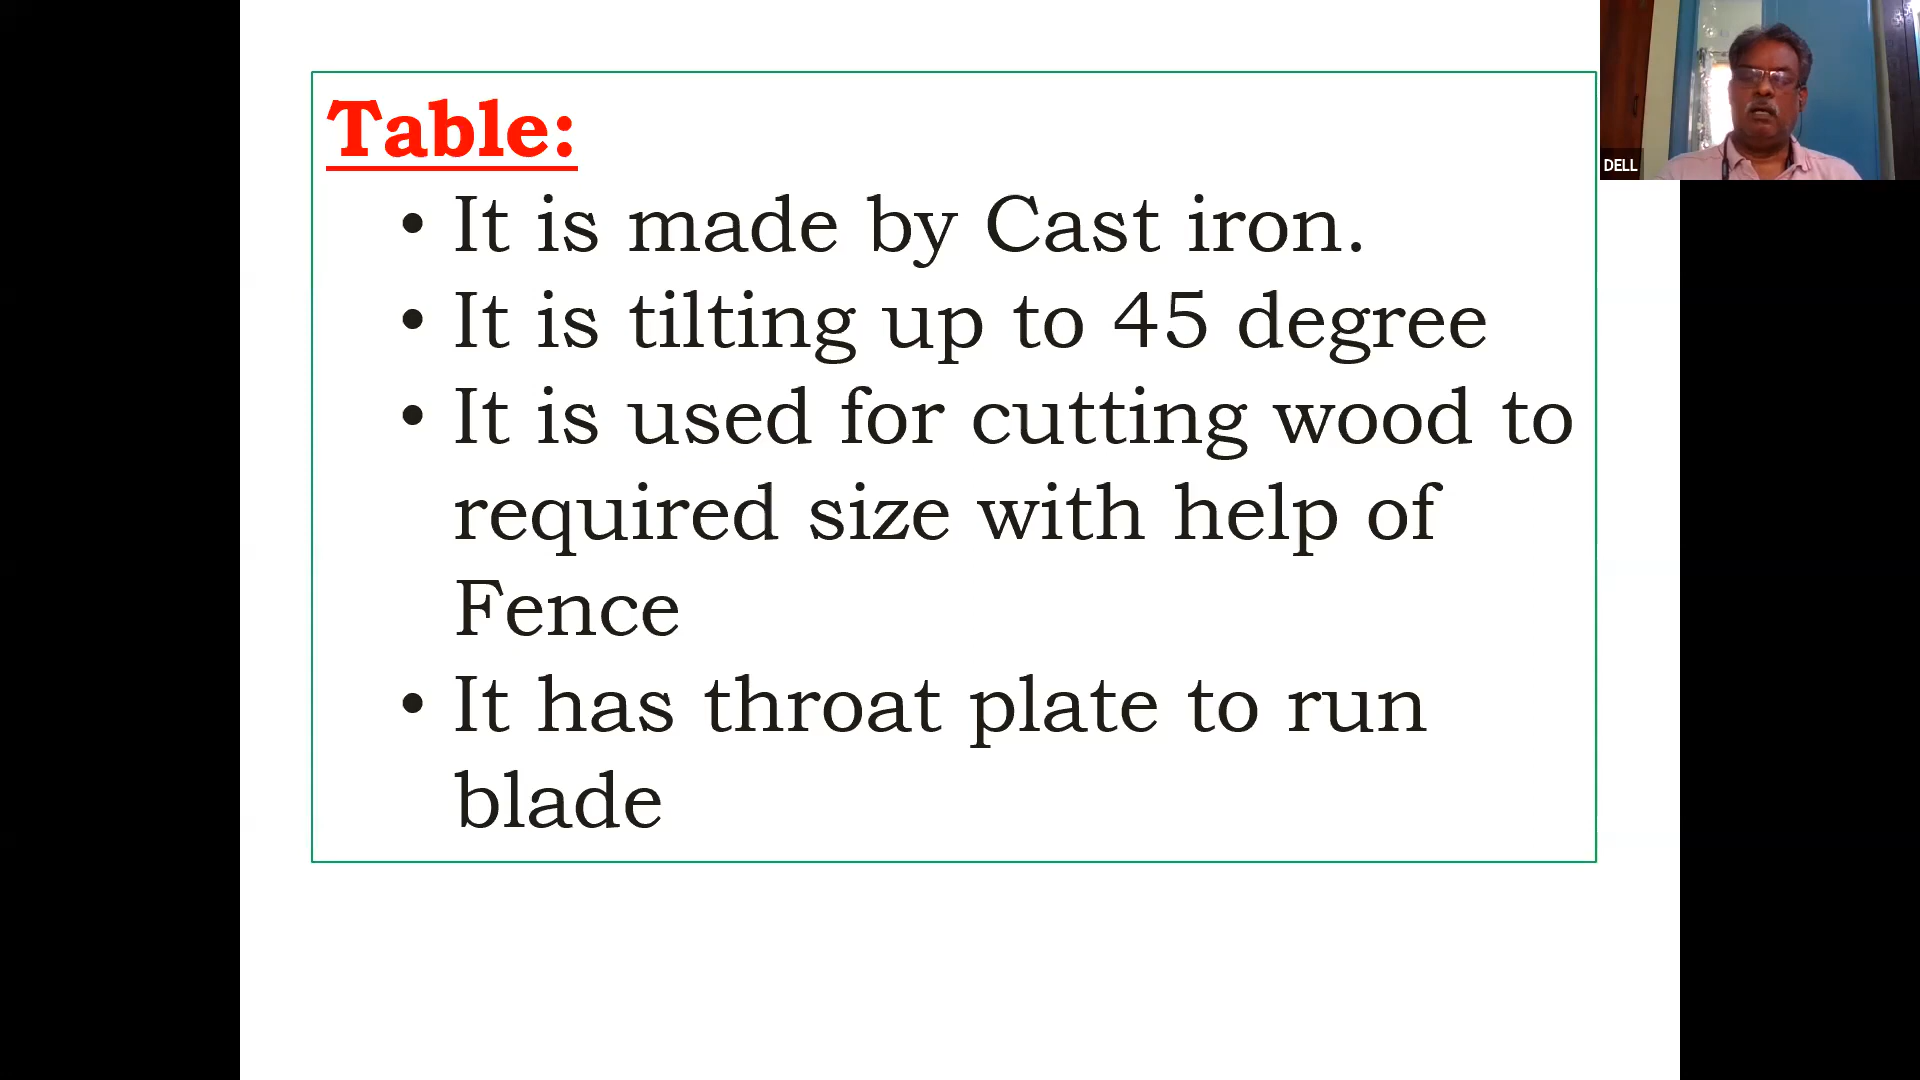 Table:
• It is made by Cast iron.
• It is tilting up to 45 degree
• It is used for cutting wood to
required size with help of
Fence
• It has throat plate to run
blade
DELL